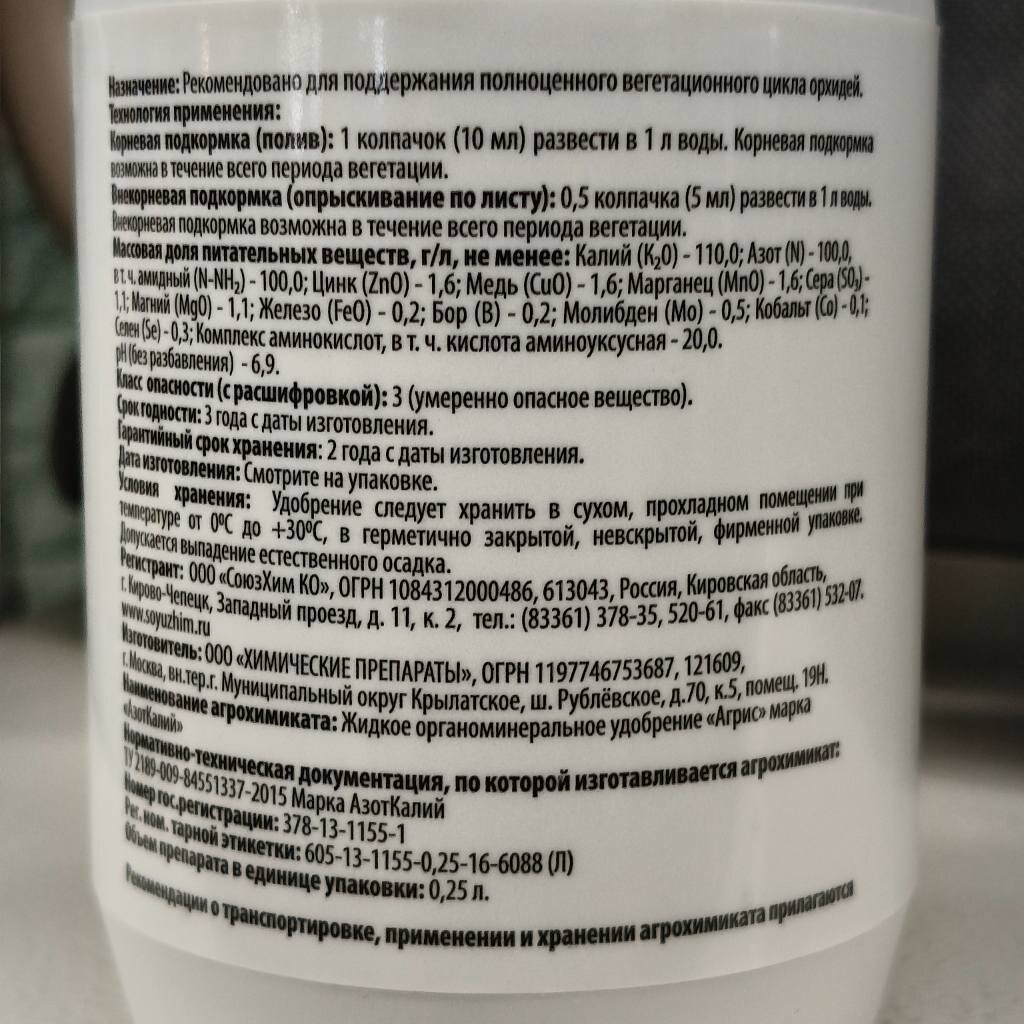 Назначение: Рекомендовано для поддержания полноценного вегетационного цикла орхидей.
Технология применения:
Корневая подкормка (полив): 1 колпачок (10 мл) развести в 1 л воды. Корневая подкормка
возможна в течение всего периода вегетации.
Внекорневая подкормка (опрыскивание по листу): 0,5 колпачка (5 мл) развести в 1 л воды.
Внекорневая подкормка возможна в течение всего периода вегетации.
Массовая доля питательных веществ, г/л, не менее: Калий (K₂O) - 110,0; Азот (N) - 100,0,
в т. ч. амидный (N-NH₂) - 100,0; Цинк (ZnO) - 1,6; Медь (CuO) - 1,6; Марганец (MnO) - 1,6; Сера (SO₃) -
1,1; Магний (MgO) - 1,1; Железо (FeO) - 0,2; Бор (B) - 0,2; Молибден (Mo) - 0,5; Кобальт (Co) - 0,1;
Селен (Se) - 0,3; Комплекс аминокислот, в т. ч. кислота аминоуксусная - 20,0.
pH (без разбавления) - 6,9.
Класс опасности (с расшифровкой): 3 (умеренно опасное вещество).
Срок годности: 3 года с даты изготовления.
Гарантийный срок хранения: 2 года с даты изготовления.
Дата изготовления: Смотрите на упаковке.
Условия хранения: Удобрение следует хранить в сухом, прохладном помещении при
температуре от 0ºС до +30ºС, в герметично закрытой, невскрытой, фирменной упаковке.
Допускается выпадение естественного осадка.
Регистрант: ООО «СоюзХим КО», ОГРН 1084312000486, 613043, Россия, Кировская область,
г. Кирово-Чепецк, Западный проезд, д. 11, к. 2, тел.: (83361) 378-35, 520-61, факс (83361) 532-07.
www.soyuzhim.ru
Изготовитель: ООО «ХИМИЧЕСКИЕ ПРЕПАРАТЫ», ОГРН 1197746753687, 121609,
г. Москва, вн.тер.г. Муниципальный округ Крылатское, ш. Рублёвское, д.70, к.5, помещ. 19Н.
Наименование агрохимиката: Жидкое органоминеральное удобрение «Агрис» марка
«АзотКалий»
Нормативно-техническая документация, по которой изготавливается агрохимикат:
ТУ 2189-009-84551337-2015 Марка АзотКалий
Номер гос.регистрации: 378-13-1155-1
Рег. ном. тарной этикетки: 605-13-1155-0,25-16-6088 (Л)
Объем препарата в единице упаковки: 0,25 л.
Рекомендации о транспортировке, применении и хранении агрохимиката прилагаются